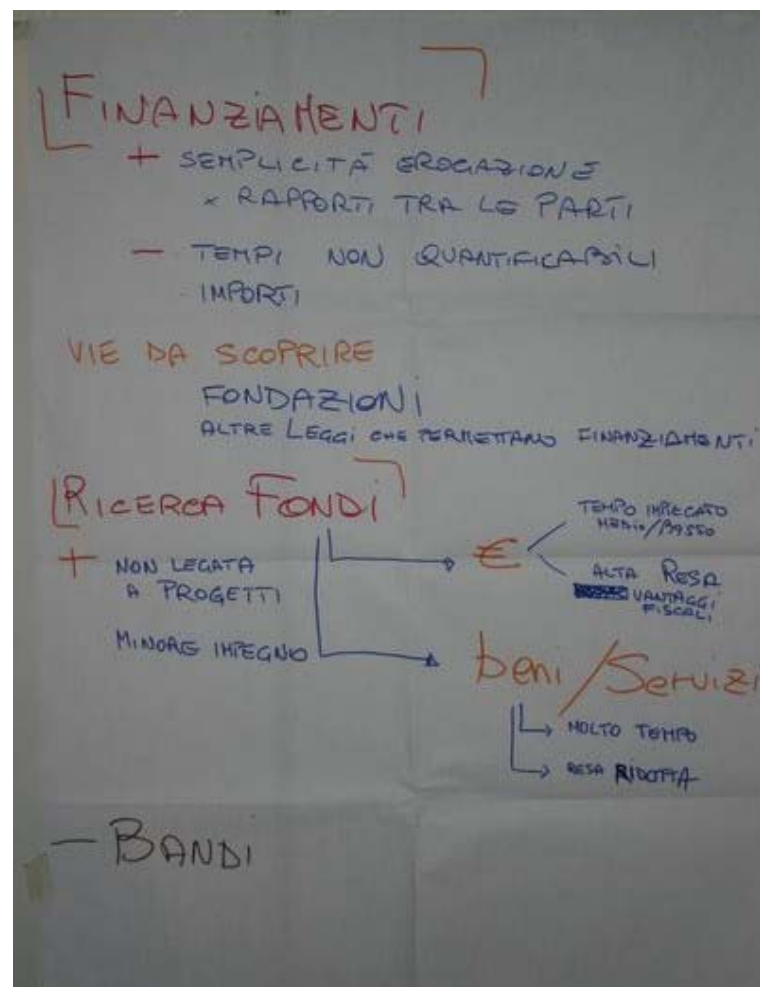 FINANZIAMENTI
+ SEMPLICITÀ EROGAZIONE
x RAPPORTI TRA LE PARTI
- TEMPI NON QUANTIFICABILI
IMPORTI
VIE DA SCOPRIRE
FONDAZIONI
ALTRE LEGGI CHE PERMETTANO FINANZIAMENTI
RICERCA FONDI
+ NON LEGATA
A PROGETTI
MINORE IMPEGNO
€
TEMPO IMPIEGATO
MEDIO/BASSO
ALTA RESA
VANTAGGI
FISCALI
beni/Servizi
MOLTO TEMPO
RESA RIDOTTA
- BANDI